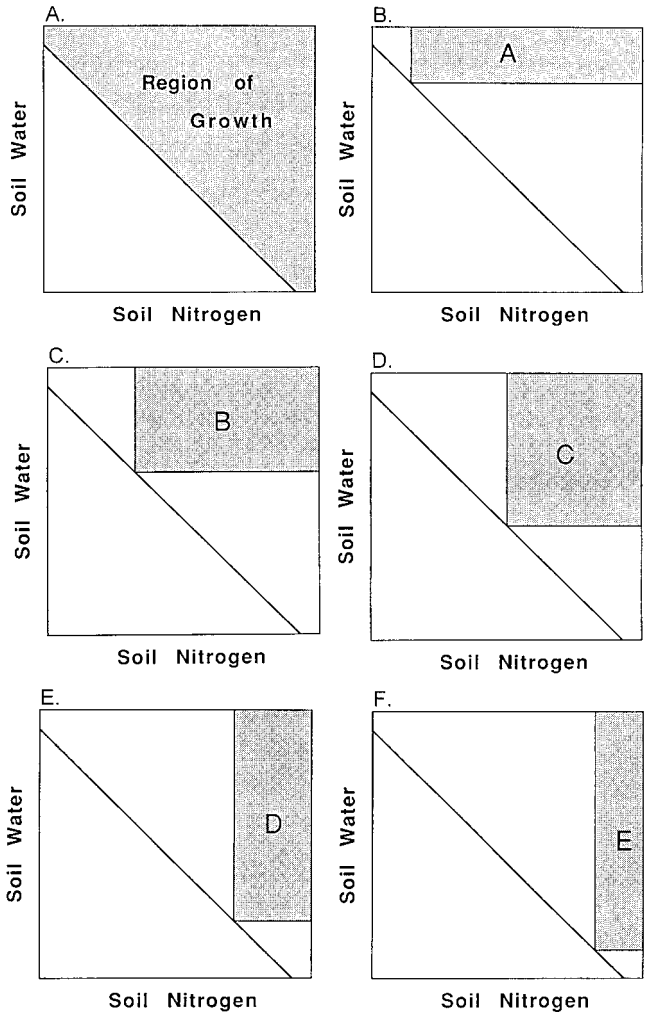 A.
Region of
Growth
Soil Water
Soil Nitrogen
B.
A
Soil Water
Soil Nitrogen
C.
B
Soil Water
Soil Nitrogen
D.
C
Soil Water
Soil Nitrogen
E.
D
Soil Water
Soil Nitrogen
F.
E
Soil Water
Soil Nitrogen